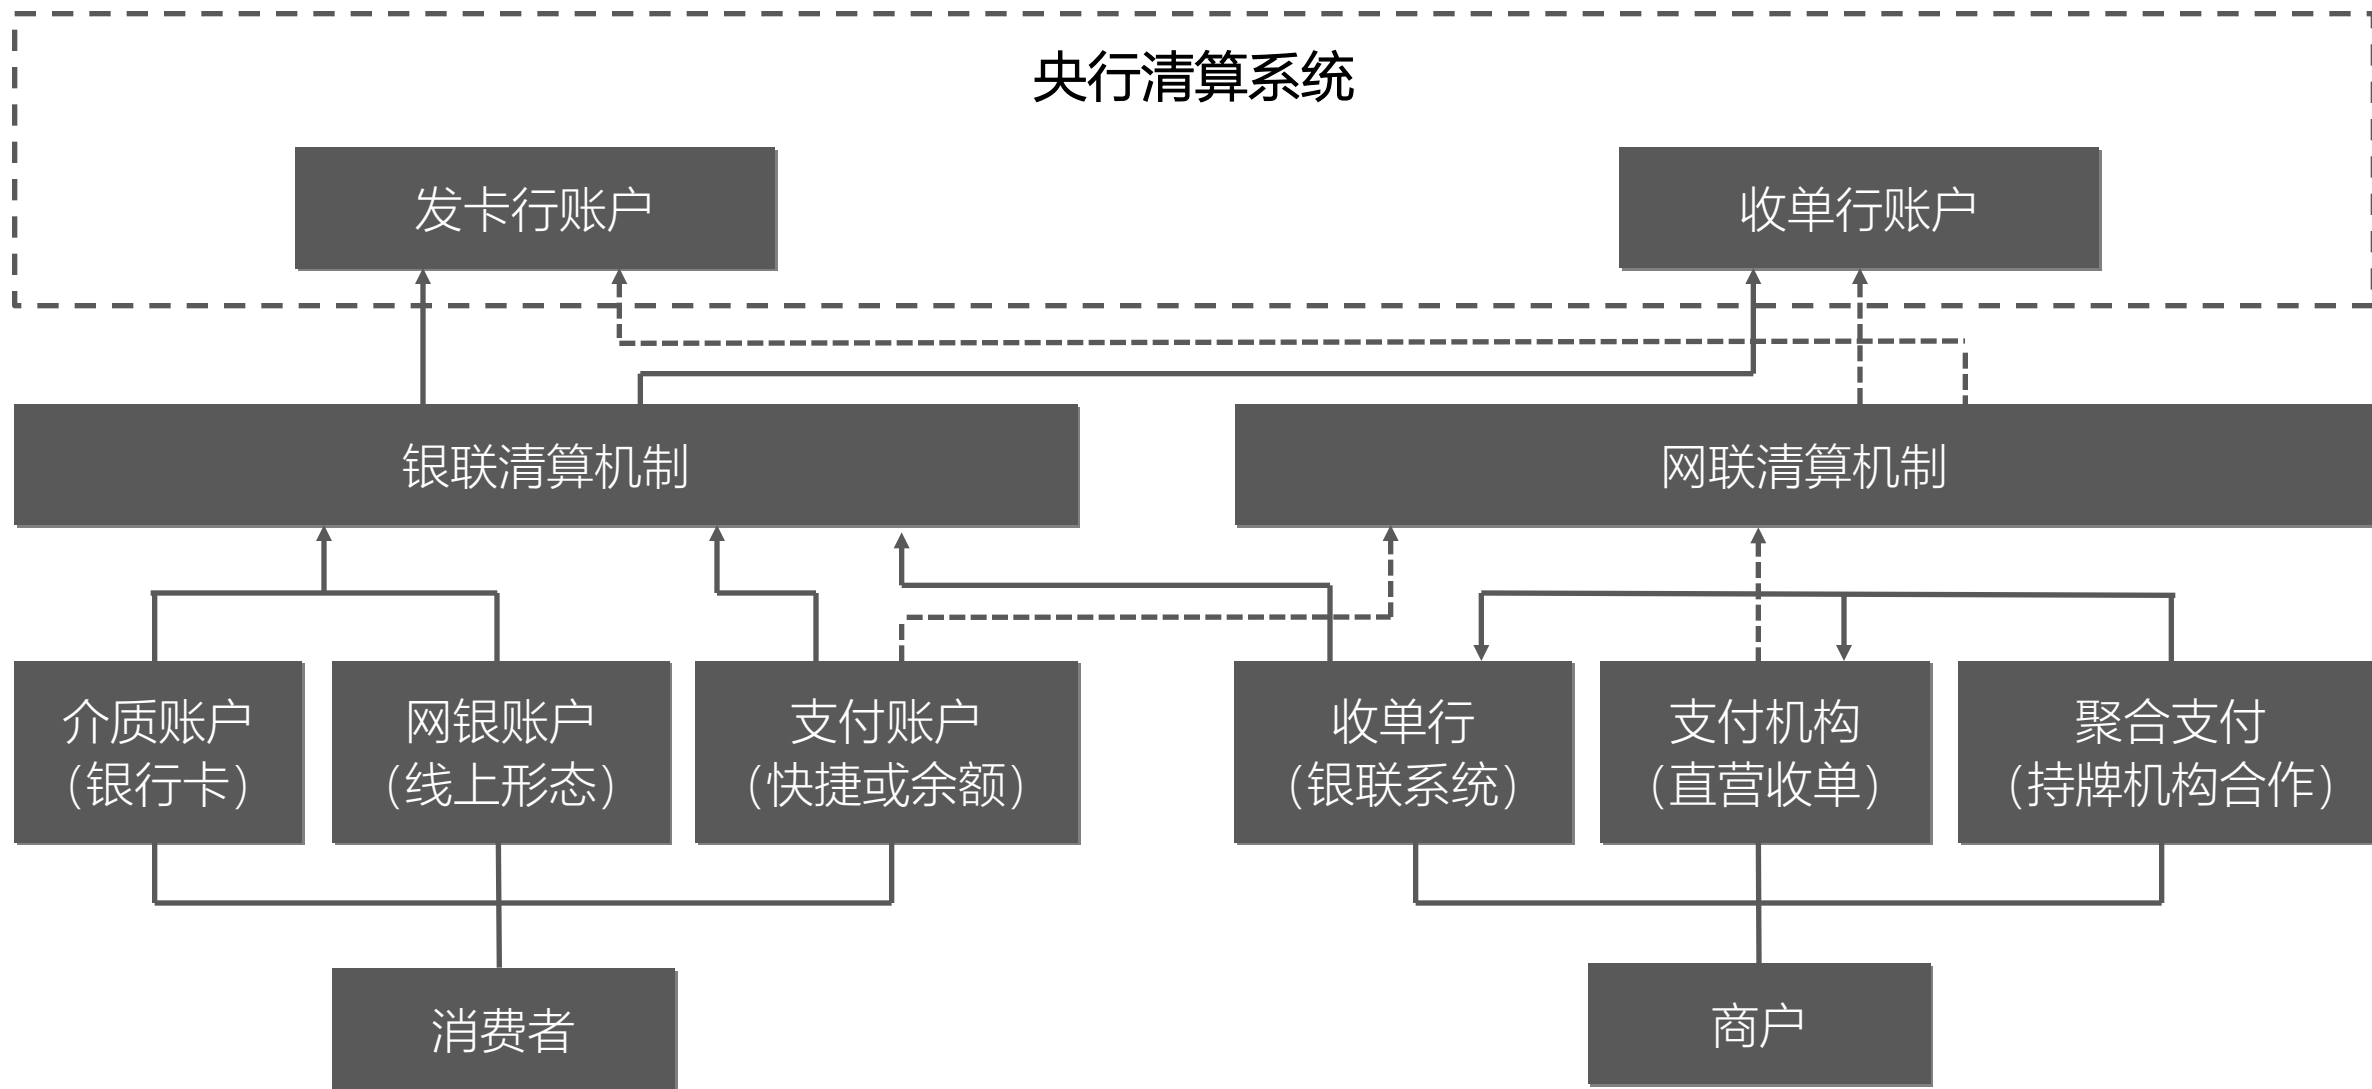 央行清算系统
发卡行账户
收单行账户
银联清算机制
网联清算机制
介质账户
（银行卡）
网银账户
（线上形态）
支付账户
（快捷或余额）
收单行
（银联系统）
支付机构
（直营收单）
聚合支付
（持牌机构合作）
消费者
商户